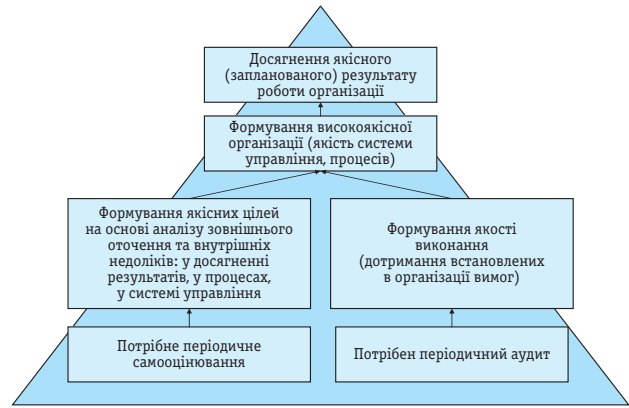 Досягнення якісного
(запланованого) результату
роботи організації
Формування високоякісної
організації (якість системи
управління, процесів)
Формування якісних цілей
на основі аналізу зовнішнього
оточення та внутрішніх
недоліків: у досягненні
результатів, у процесах,
у системі управління
Формування якості
виконання
(дотримання встановлених
в організації вимог)
Потрібне періодичне
самооцінювання
Потрібен періодичний аудит